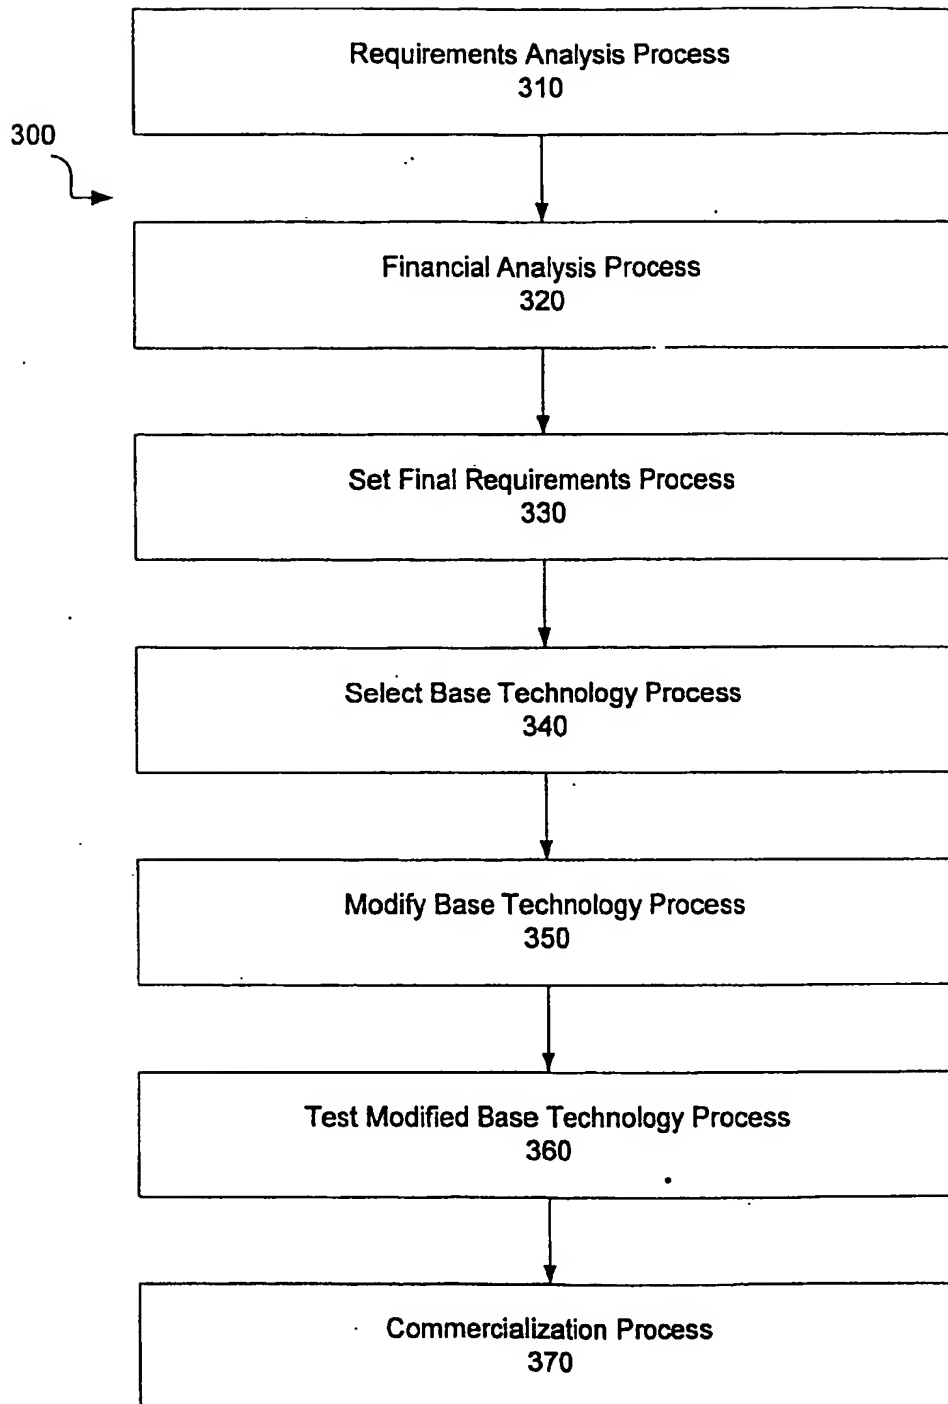 Requirements Analysis Process
310
300
Financial Analysis Process
320
Set Final Requirements Process
330
Select Base Technology Process
340
Modify Base Technology Process
350
Test Modified Base Technology Process
360
Commercialization Process
370